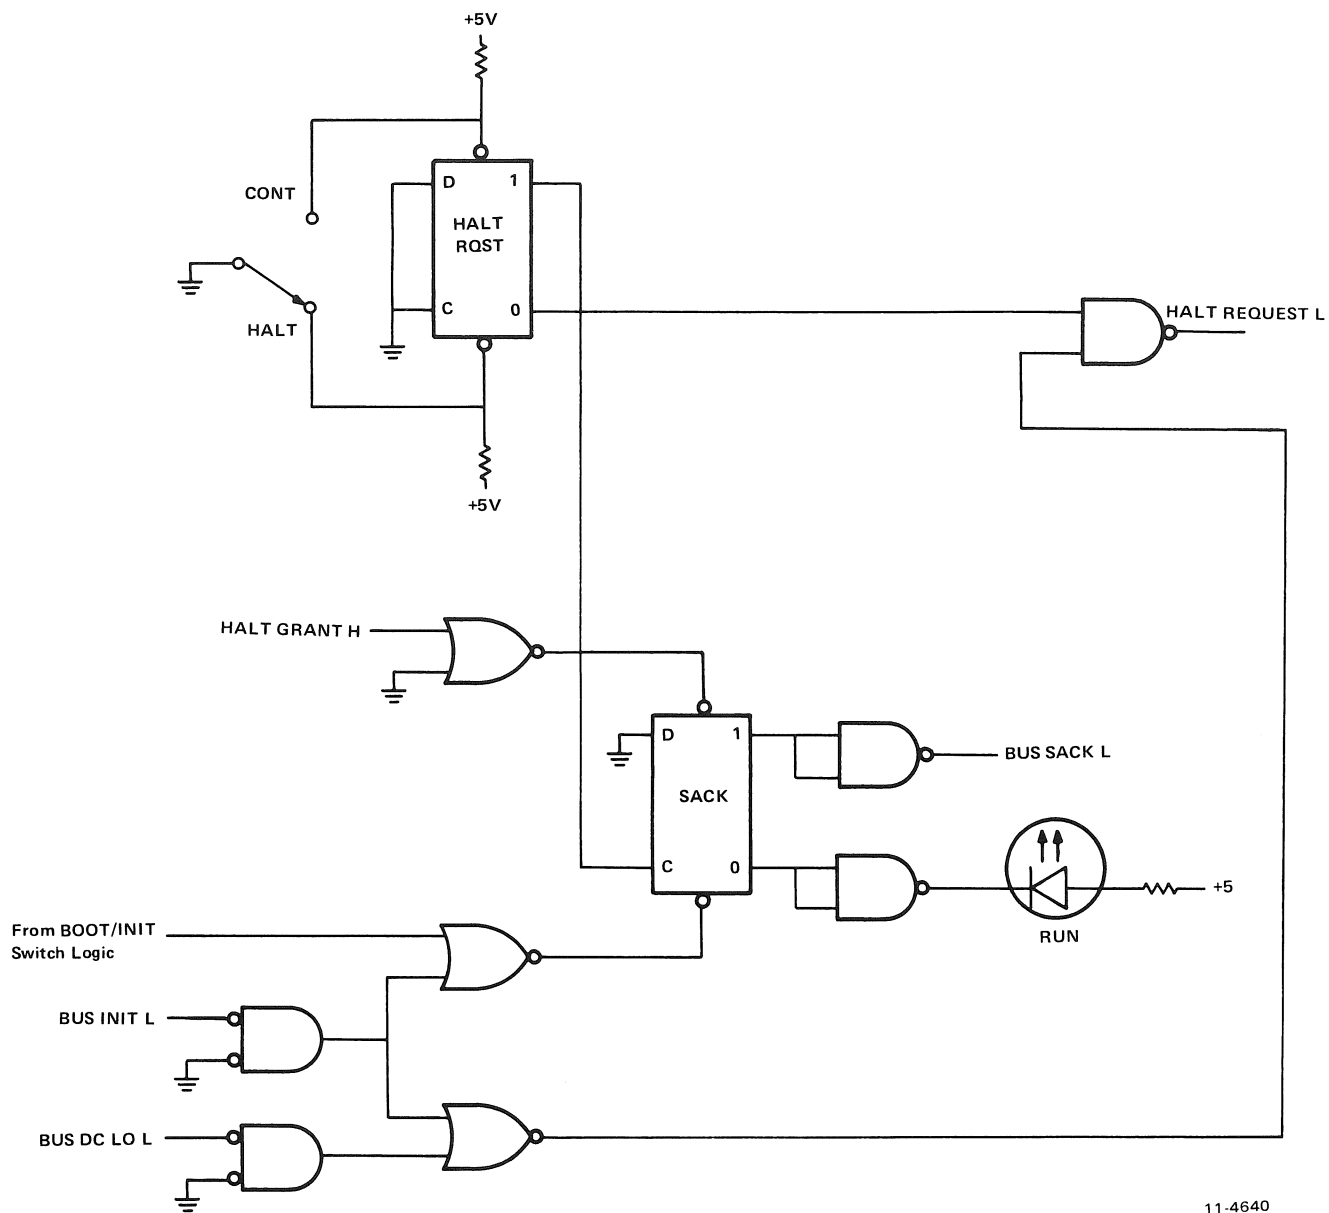 +5V
CONT
D 1
HALT
RQST
C 0
HALT
HALT REQUEST L
+5V
HALT GRANT H
D 1
BUS SACK L
SACK
C 0
+5
RUN
From BOOT/INIT
Switch Logic
BUS INIT L
BUS DC LO L
11-4640